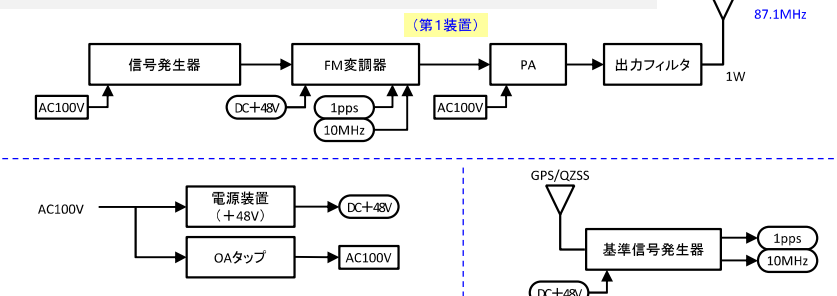 （第１装置）
87.1MHz
信号発生器
FM変調器
PA
出力フィルタ
1W
AC100V
DC＋48V
1pps
AC100V
10MHz
GPS/QZSS
AC100V
電源装置
（＋48V）
DC＋48V
OAタップ
AC100V
基準信号発生器
1pps
10MHz
DC＋48V